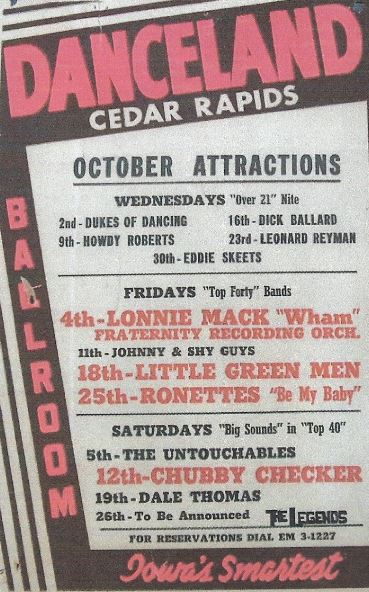 DANCELAND
CEDAR RAPIDS
BALLROOM
OCTOBER ATTRACTIONS
WEDNESDAYS "Over 21" Nite
2nd - DUKES OF DANCING 16th - DICK BALLARD
9th - HOWDY ROBERTS 23rd - LEONARD REYMAN
30th - EDDIE SKEETS
FRIDAYS "Top Forty" Bands
4th - LONNIE MACK "Wham"
FRATERNITY RECORDING ORCH.
11th - JOHNNY & SHY GUYS
18th - LITTLE GREEN MEN
25th - RONETTES "Be My Baby"
SATURDAYS "Big Sounds" in "Top 40"
5th - THE UNTOUCHABLES
12th - CHUBBY CHECKER
19th - DALE THOMAS
26th - To Be Announced THE LEGENDS
FOR RESERVATIONS DIAL EM 3-1227
Iowa's Smartest